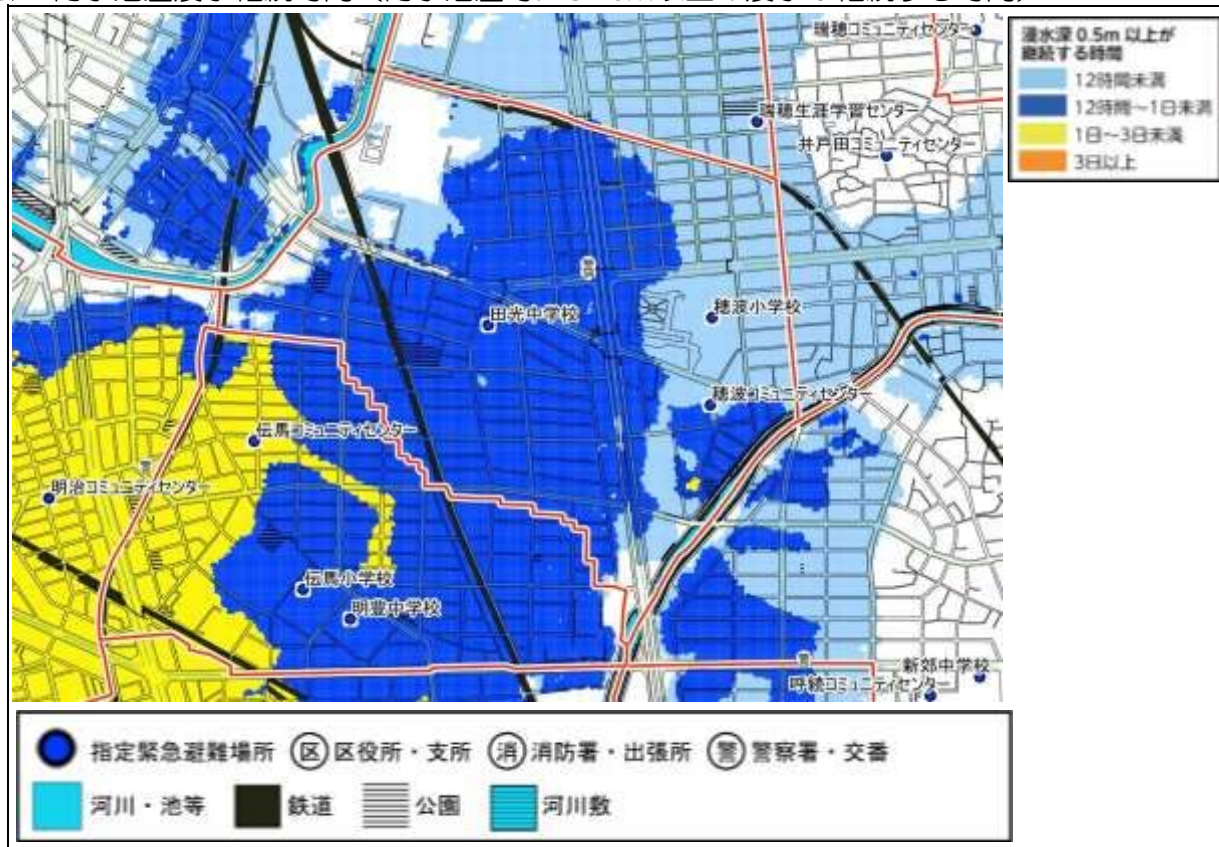 瑞穂コミュニティセンター
瑞穂生涯学習センター
井戸田コミュニティセンター
田光中学校
穂波小学校
穂波コミュニティセンター
伝馬コミュニティセンター
明治コミュニティセンター
伝馬小学校
明豊中学校
新郊中学校
呼続コミュニティセンター
浸水深 0.5m 以上が
継続する時間
12時間未満
12時間～1日未満
1日～3日未満
3日以上
指定緊急避難場所 区 区役所・支所 消 消防署・出張所 警 警察署・交番
河川・池等 鉄道 公園 河川敷